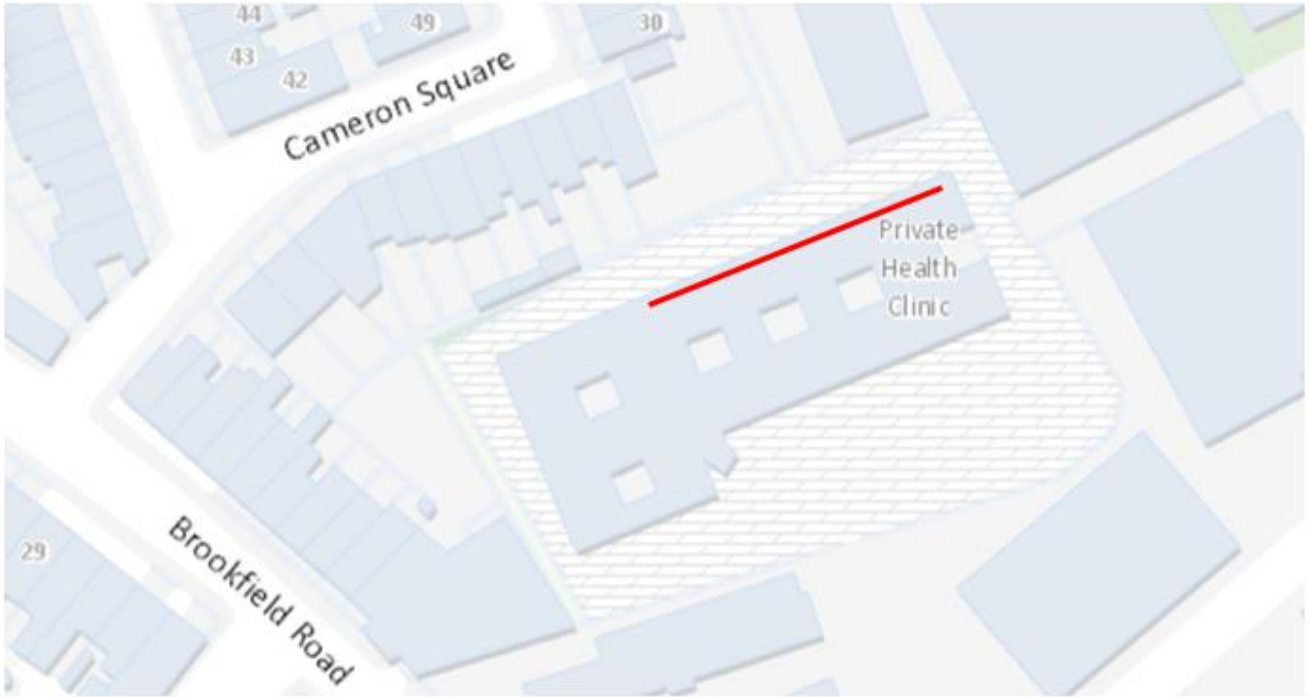 44
49
30
43
42
Cameron Square
Private
Health
Clinic
29
Brookfield Road